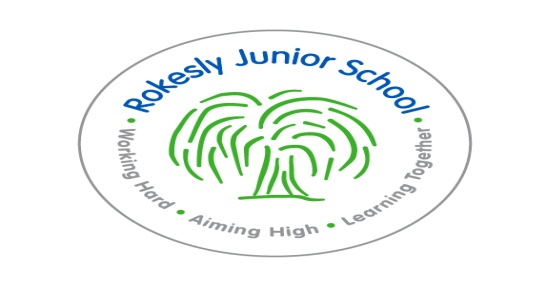 Rokesly Junior School
Working Hard • Aiming High • Learning Together